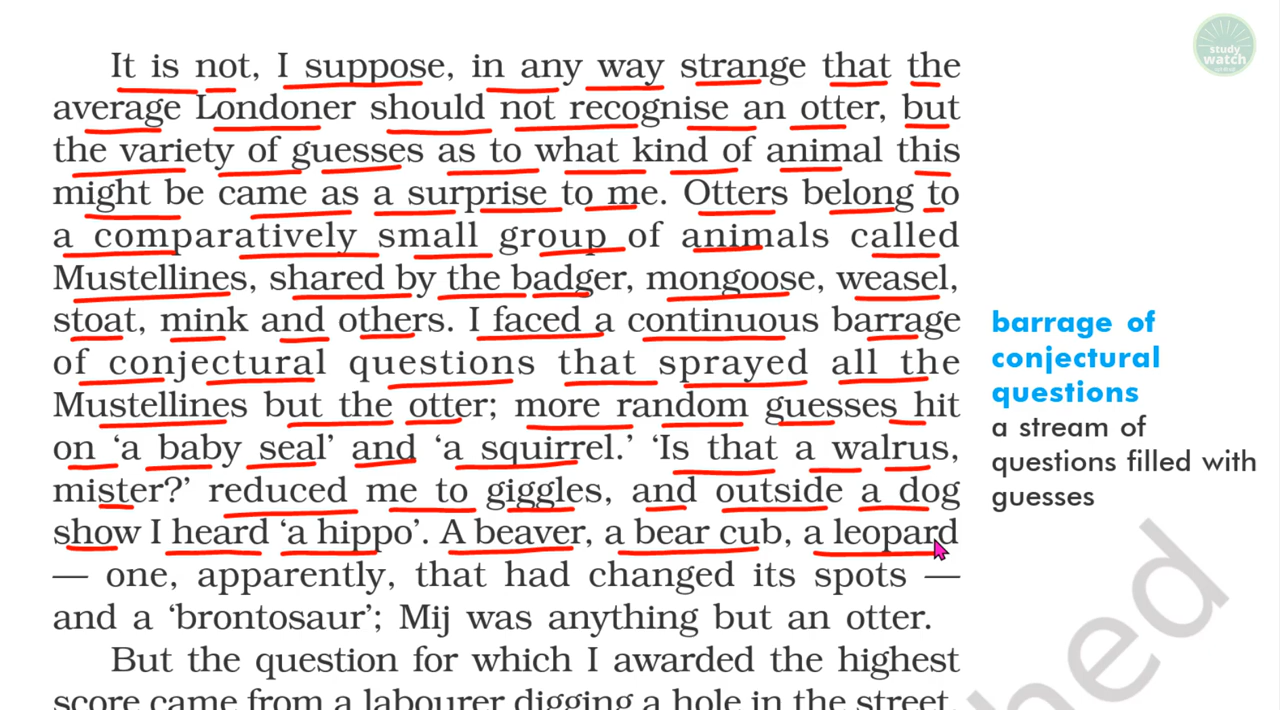 study
watch
It is not, I suppose, in any way strange that the
average Londoner should not recognise an otter, but
the variety of guesses as to what kind of animal this
might be came as a surprise to me. Otters belong to
a comparatively small group of animals called
Mustellines, shared by the badger, mongoose, weasel,
stoat, mink and others. I faced a continuous barrage
of conjectural questions that sprayed all the
Mustellines but the otter; more random guesses hit
on ‘a baby seal’ and ‘a squirrel.’ ‘Is that a walrus,
mister?’ reduced me to giggles, and outside a dog
show I heard ‘a hippo’. A beaver, a bear cub, a leopard
— one, apparently, that had changed its spots —
and a ‘brontosaur’; Mij was anything but an otter.
But the question for which I awarded the highest
score came from a labourer digging a hole in the street.
barrage of
conjectural
questions
a stream of
questions filled with
guesses
hed